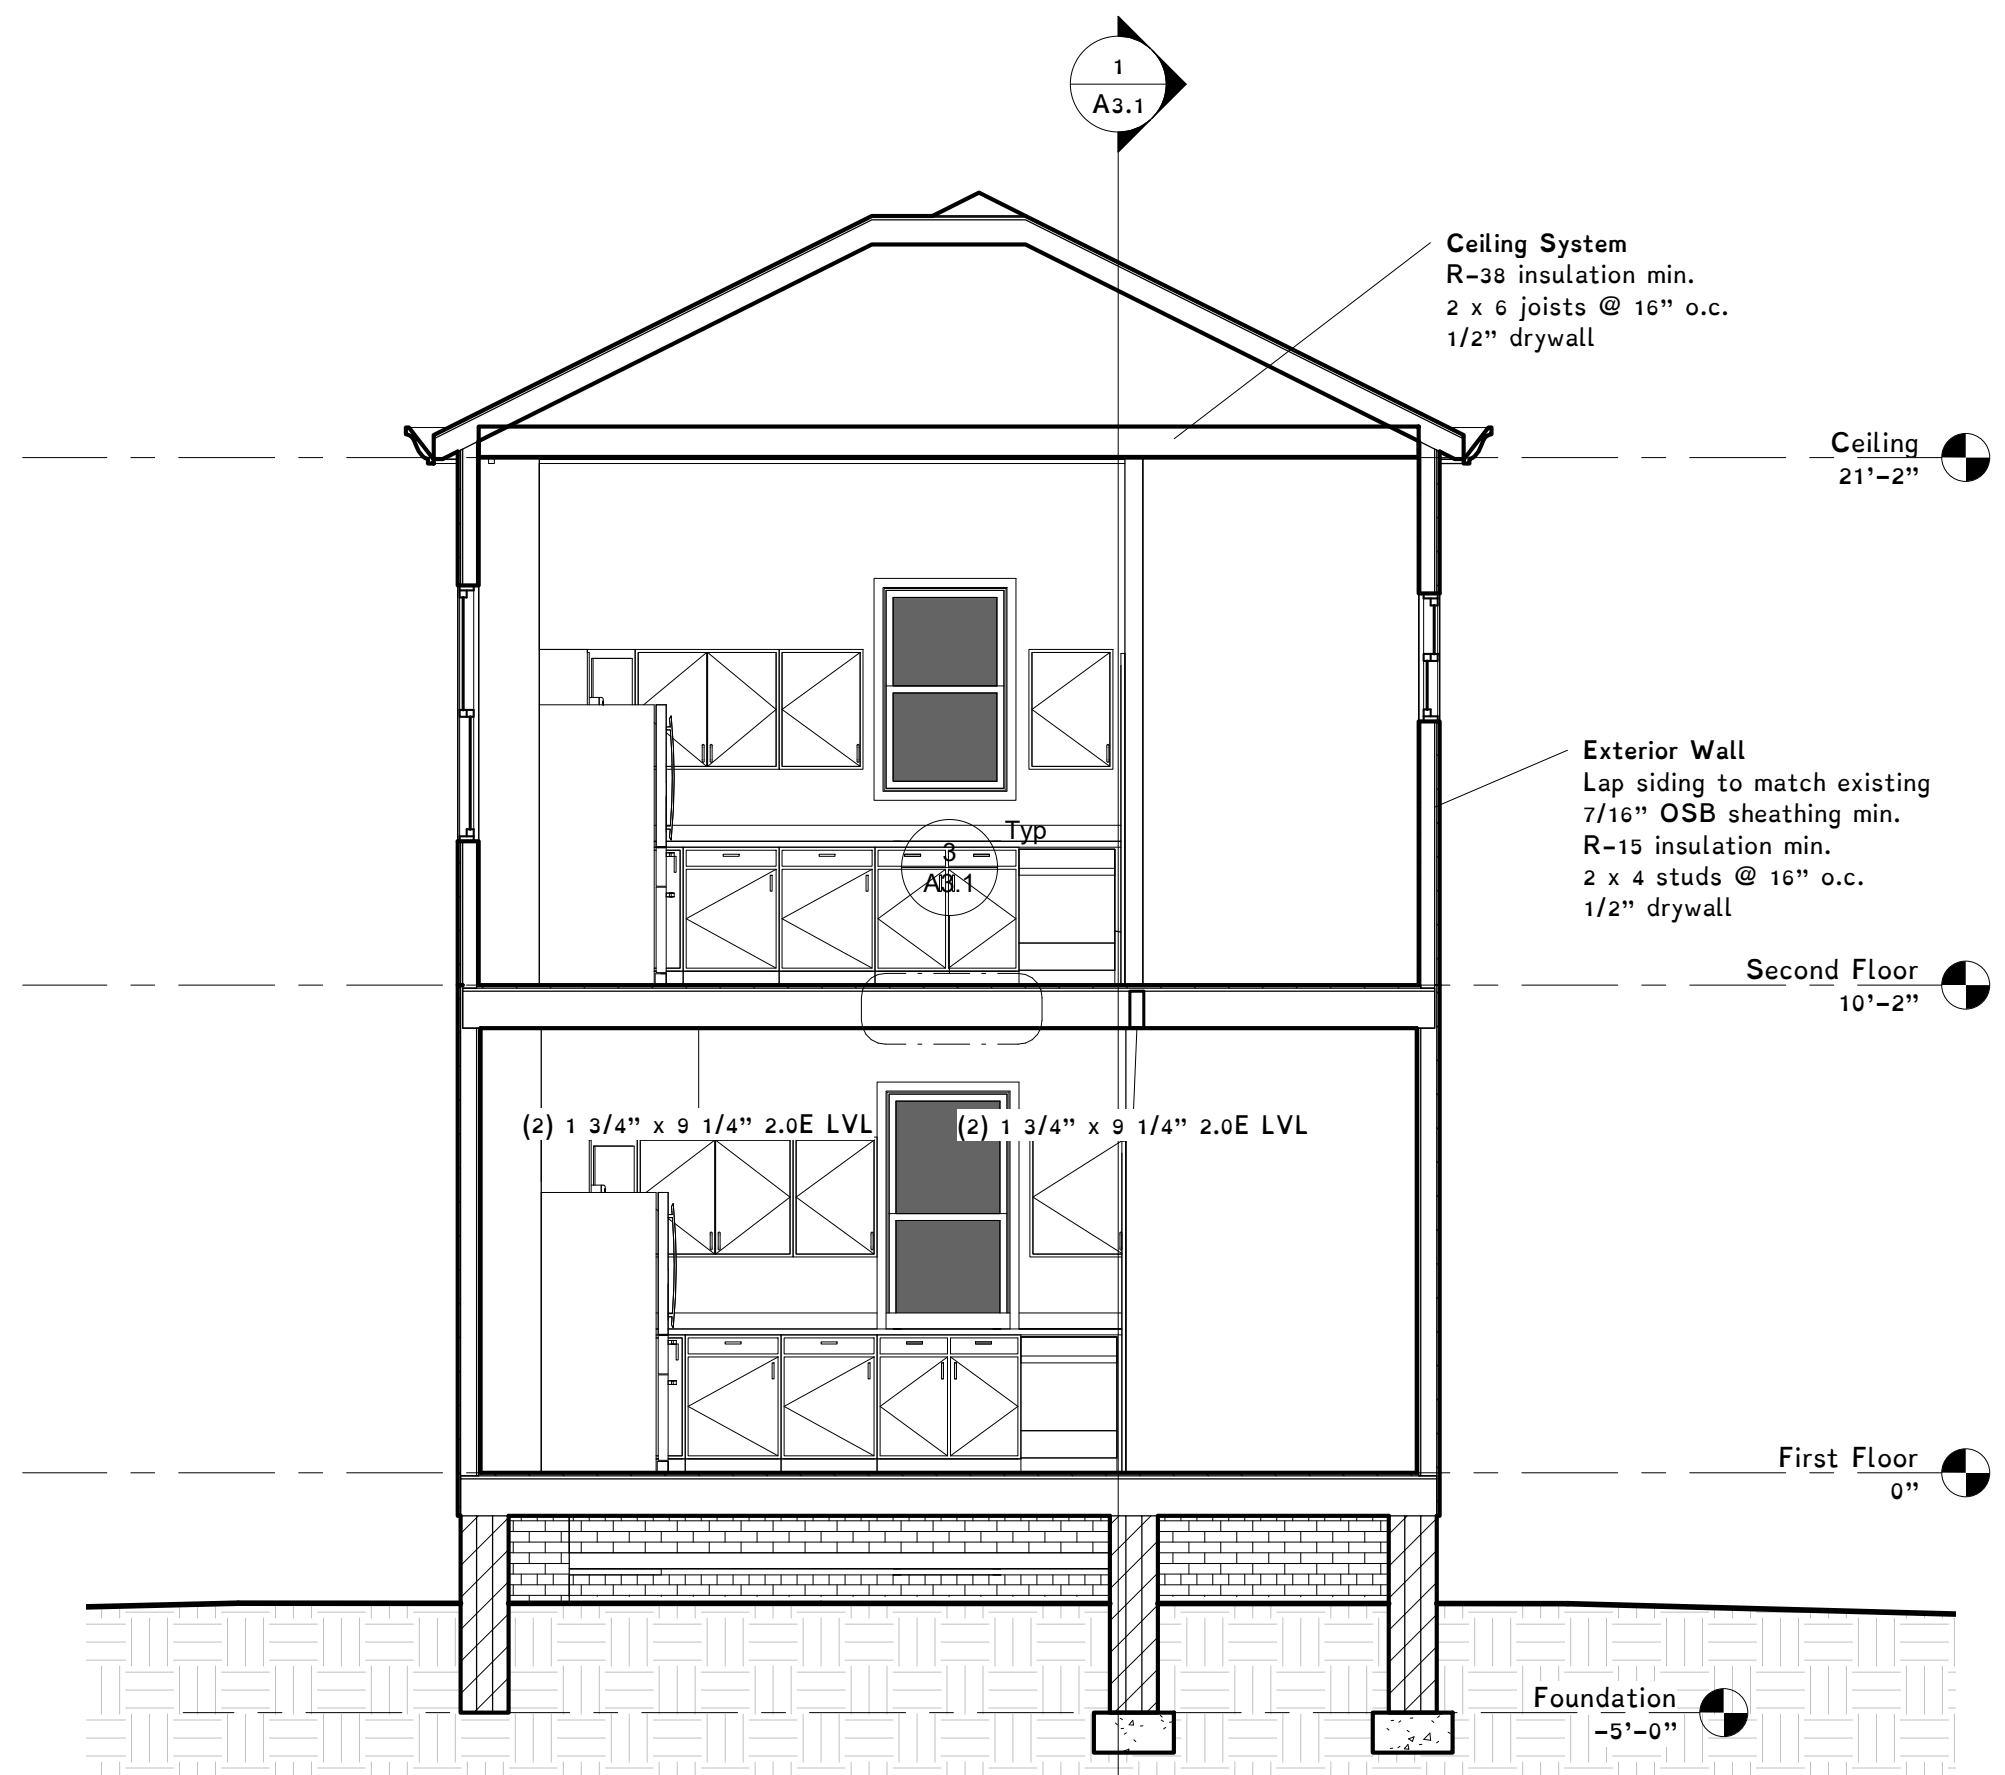 1
A3.1
Ceiling System
R-38 insulation min.
2 x 6 joists @ 16" o.c.
1/2" drywall
Ceiling
21'-2"
Exterior Wall
Lap siding to match existing
7/16" OSB sheathing min.
R-15 insulation min.
2 x 4 studs @ 16" o.c.
1/2" drywall
Typ
3
A3.1
Second Floor
10'-2"
(2) 1 3/4" x 9 1/4" 2.0E LVL
(2) 1 3/4" x 9 1/4" 2.0E LVL
First Floor
0"
Foundation
-5'-0"